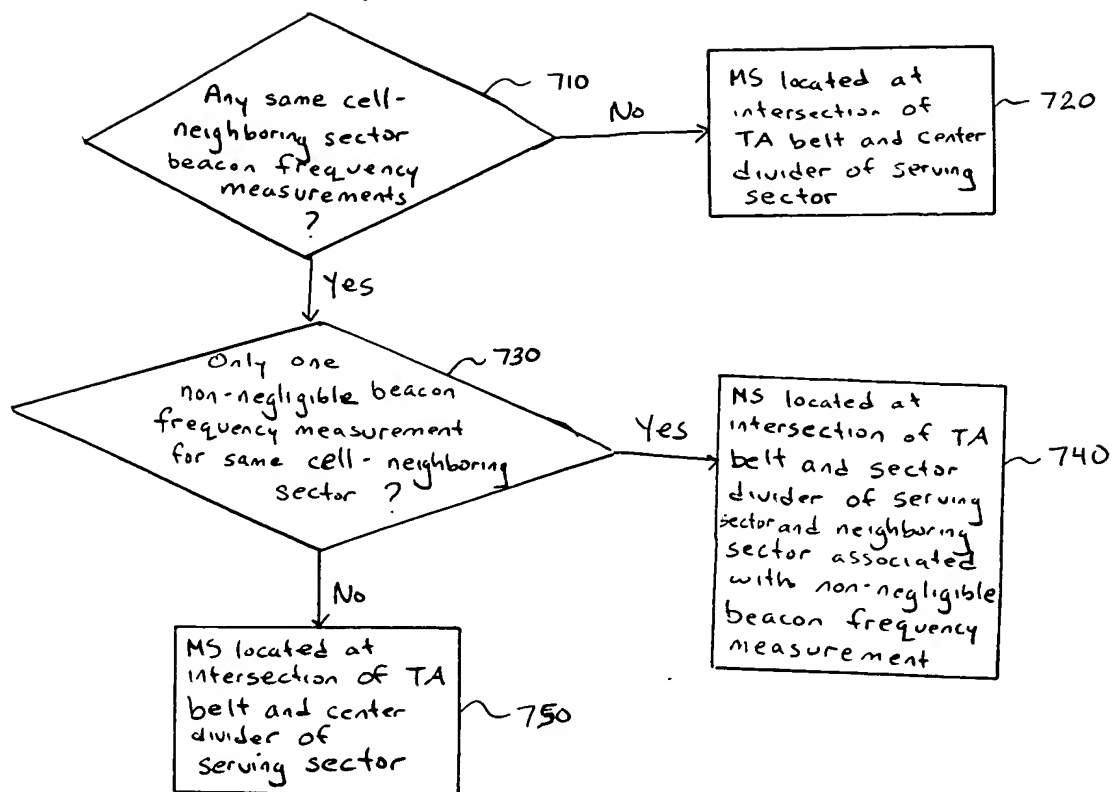 Any same cell-
neighboring sector
beacon frequency
measurements
?
710
No
MS located at
intersection of
TA belt and center
divider of serving
sector
720
Yes
Only one
non-negligible beacon
frequency measurement
for same cell-neighboring
sector ?
730
Yes
MS located at
intersection of TA
belt and sector
divider of serving
sector and neighboring
sector associated
with non-negligible
beacon frequency
measurement
740
No
MS located at
intersection of TA
belt and center
divider of
serving sector
750